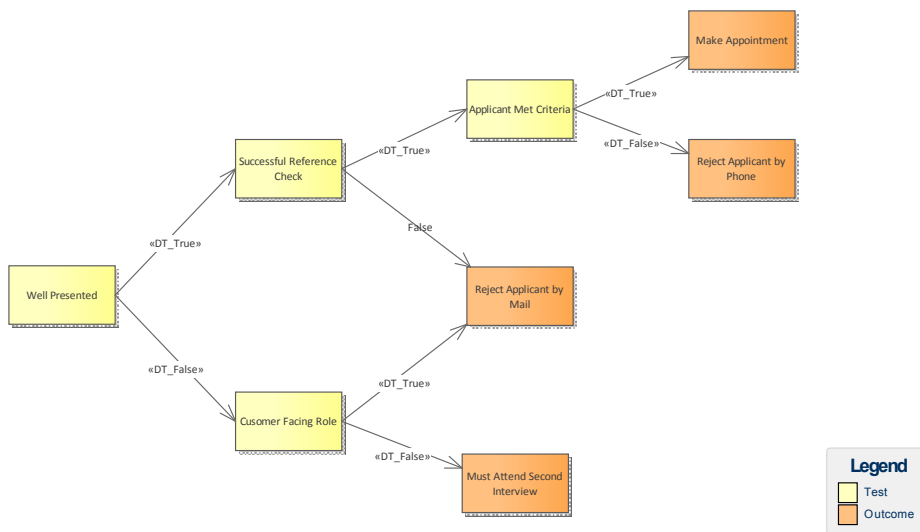 Make Appointment
«DT_True»
Applicant Met Criteria
«DT_False»
«DT_True»
Successful Reference
Check
Reject Applicant by
Phone
False
«DT_True»
Well Presented
Reject Applicant by
Mail
«DT_False»
«DT_True»
Cusomer Facing Role
«DT_False»
Must Attend Second
Interview
Legend
Test
Outcome